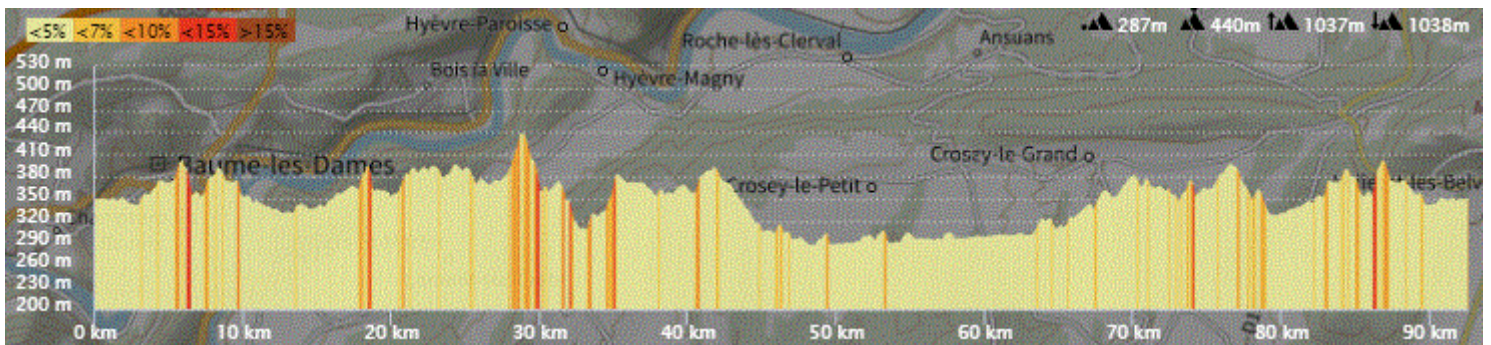 <5% <7% <10% <15% >15%
Hyèvre-Paroisse
287m 440m 1037m 1038m
Roche-lès-Clerval
Ansuans
Bois la Ville
Hyèvre-Magny
530 m
500 m
470 m
440 m
410 m
380 m
350 m
320 m
290 m
260 m
230 m
200 m
Baume-les-Dames
Crosey-le-Grand
Crosey-le-Petit
0 km 10 km 20 km 30 km 40 km 50 km 60 km 70 km 80 km 90 km